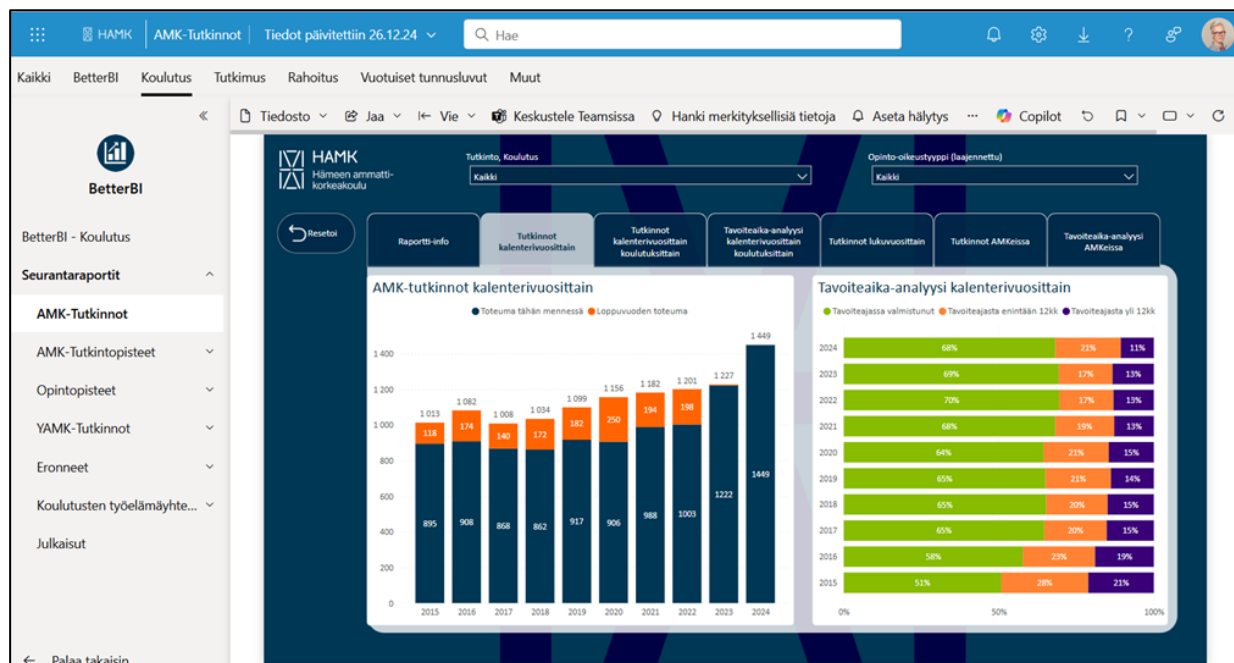 HAMK
AMK-Tutkinnot
Tiedot päivitettiin 26.12.24
Hae
Kaikki
BetterBI
Koulutus
Tutkimus
Rahoitus
Vuotuiset tunnusluvut
Muut
Tiedosto
Jaa
Vie
Keskustele Teamsissa
Hanki merkityksellisiä tietoja
Aseta hälytys
Copilot
BetterBI
BetterBI - Koulutus
Seurantaraportit
AMK-Tutkinnot
AMK-Tutkintopisteet
Opintopisteet
YAMK-Tutkinnot
Eronneet
Koulutusten työelämäyhte...
Julkaisut
Palaa takaisin
HAMK
Hämeen ammatti-
korkeakoulu
Tutkinto, Koulutus
Kaikki
Opinto-oikeustyyppi (laajennettu)
Kaikki
Resetoi
Raportti-info
Tutkinnot
kalenterivuosittain
Tutkinnot
kalenterivuosittain
koulutuksittain
Tavoiteaika-analyysi
kalenterivuosittain
koulutuksittain
Tutkinnot lukuvuosittain
Tutkinnot AMKeissa
Tavoiteaika-analyysi
AMKeissa
AMK-tutkinnot kalenterivuosittain
Toteuma tähän mennessä
Loppuvuoden toteuma
1 400
1 200
1 000
800
600
400
200
0
1 013
118
895
1 082
174
908
1 008
140
868
1 034
172
862
1 099
182
917
1 156
250
906
1 182
194
988
1 201
198
1003
1 227
1222
1 449
1449
2015 2016 2017 2018 2019 2020 2021 2022 2023 2024
Tavoiteaika-analyysi kalenterivuosittain
Tavoiteajassa valmistunut
Tavoiteajasta enintään 12kk
Tavoiteajasta yli 12kk
2024 68% 21% 11%
2023 69% 17% 13%
2022 70% 17% 13%
2021 68% 19% 13%
2020 64% 21% 15%
2019 65% 21% 14%
2018 65% 20% 15%
2017 65% 20% 15%
2016 58% 23% 19%
2015 51% 28% 21%
0% 50% 100%